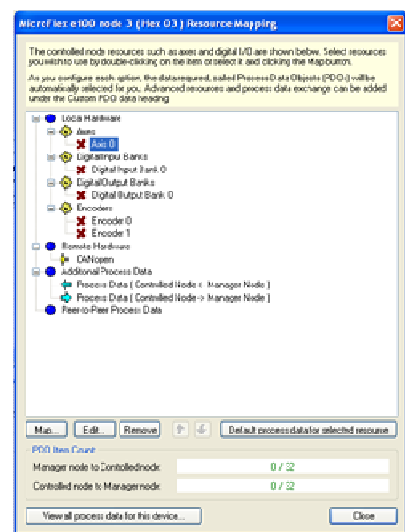 MicroFlex e100 node 3 (Hex 03) Resource Mapping
The controlled node resources such as axes and digital I/O are shown below. Select resources
you wish to use by double-clicking on the item or select it and clicking the Map button.
As you configure each option, the data required, called Process Data Objects (PDO's) will be
automatically selected for you. Advanced resources and process data exchange can be added
under the Custom PDO data heading.
Local Hardware
Axes
Axis 0
Digital Input Banks
Digital Input Bank 0
Digital Output Banks
Digital Output Bank 0
Encoders
Encoder 0
Encoder 1
Remote Hardware
CANopen
Additional Process Data
Process Data ( Controlled Node < Manager Node )
Process Data ( Controlled Node -> Manager Node )
Peer-to-Peer Process Data
Map... Edit... Remove Default process data for selected resource
PDO Item Count
Manager node to Controlled node: 0 / 32
Controlled node to Manager node: 0 / 32
View all process data for this device... Close